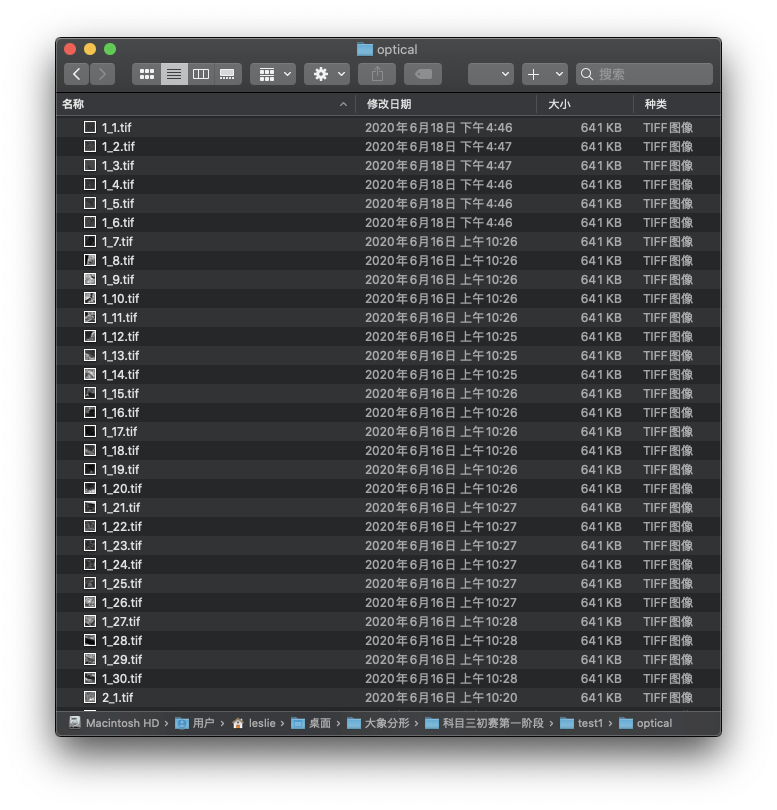 optical
搜索
名称 修改日期 大小 种类
1_1.tif 2020年6月18日 下午4:46 641 KB TIFF图像
1_2.tif 2020年6月18日 下午4:47 641 KB TIFF图像
1_3.tif 2020年6月18日 下午4:47 641 KB TIFF图像
1_4.tif 2020年6月18日 下午4:46 641 KB TIFF图像
1_5.tif 2020年6月18日 下午4:47 641 KB TIFF图像
1_6.tif 2020年6月18日 下午4:46 641 KB TIFF图像
1_7.tif 2020年6月16日 上午10:26 641 KB TIFF图像
1_8.tif 2020年6月16日 上午10:26 641 KB TIFF图像
1_9.tif 2020年6月16日 上午10:26 641 KB TIFF图像
1_10.tif 2020年6月16日 上午10:26 641 KB TIFF图像
1_11.tif 2020年6月16日 上午10:26 641 KB TIFF图像
1_12.tif 2020年6月16日 上午10:25 641 KB TIFF图像
1_13.tif 2020年6月16日 上午10:25 641 KB TIFF图像
1_14.tif 2020年6月16日 上午10:25 641 KB TIFF图像
1_15.tif 2020年6月16日 上午10:26 641 KB TIFF图像
1_16.tif 2020年6月16日 上午10:26 641 KB TIFF图像
1_17.tif 2020年6月16日 上午10:26 641 KB TIFF图像
1_18.tif 2020年6月16日 上午10:26 641 KB TIFF图像
1_19.tif 2020年6月16日 上午10:26 641 KB TIFF图像
1_20.tif 2020年6月16日 上午10:26 641 KB TIFF图像
1_21.tif 2020年6月16日 上午10:27 641 KB TIFF图像
1_22.tif 2020年6月16日 上午10:27 641 KB TIFF图像
1_23.tif 2020年6月16日 上午10:27 641 KB TIFF图像
1_24.tif 2020年6月16日 上午10:27 641 KB TIFF图像
1_25.tif 2020年6月16日 上午10:27 641 KB TIFF图像
1_26.tif 2020年6月16日 上午10:27 641 KB TIFF图像
1_27.tif 2020年6月16日 上午10:28 641 KB TIFF图像
1_28.tif 2020年6月16日 上午10:28 641 KB TIFF图像
1_29.tif 2020年6月16日 上午10:28 641 KB TIFF图像
1_30.tif 2020年6月16日 上午10:28 641 KB TIFF图像
2_1.tif 2020年6月16日 上午10:20 641 KB TIFF图像
Macintosh HD › 用户 › leslie › 桌面 › 大象分形 › 科目三初赛第一阶段 › test1 › optical